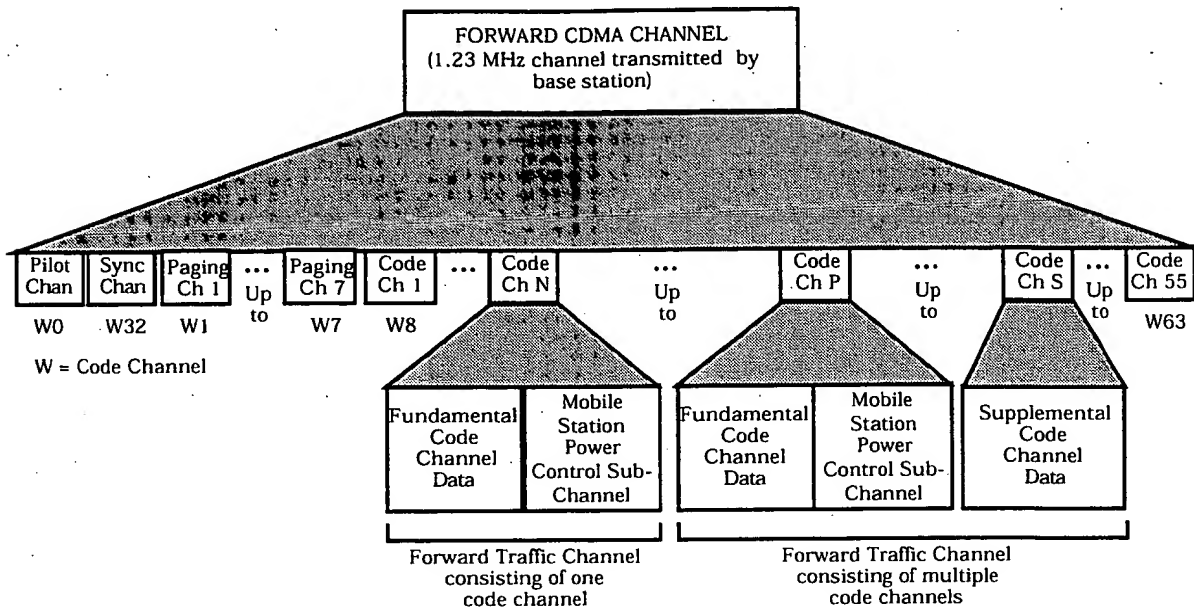 FORWARD CDMA CHANNEL
(1.23 MHz channel transmitted by
base station)
Pilot
Chan
Sync
Chan
Paging
Ch 1
...
Up
to
Paging
Ch 7
Code
Ch 1
...
Code
Ch N
...
Up
to
Code
Ch P
...
Up
to
Code
Ch S
...
Up
to
Code
Ch 55
W0
W32
W1
W7
W8
W63
W = Code Channel
Fundamental
Code
Channel
Data
Mobile
Station
Power
Control Sub-
Channel
Fundamental
Code
Channel
Data
Mobile
Station
Power
Control Sub-
Channel
Supplemental
Code
Channel
Data
Forward Traffic Channel
consisting of one
code channel
Forward Traffic Channel
consisting of multiple
code channels